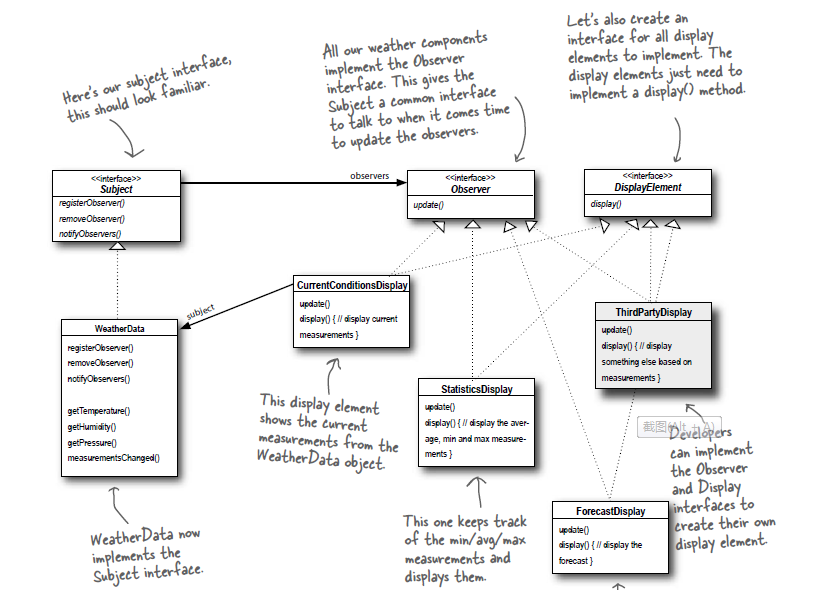 Here's our subject interface,
this should look familiar.
All our weather components
implement the Observer
interface. This gives the
Subject a common interface
to talk to when it comes time
to update the observers.
Let's also create an
interface for all display
elements to implement. The
display elements just need to
implement a display() method.
<<interface>>
Subject
registerObserver()
removeObserver()
notifyObservers()
observers
<<interface>>
Observer
update()
<<interface>>
DisplayElement
display()
subject
WeatherData
registerObserver()
removeObserver()
notifyObservers()
getTemperature()
getHumidity()
getPressure()
measurementsChanged()
CurrentConditionsDisplay
update()
display() { // display current
measurements }
ThirdPartyDisplay
update()
display() { // display
something else based on
measurements }
StatisticsDisplay
update()
display() { // display the aver-
age, min and max measure-
ments }
This display element
shows the current
measurements from the
WeatherData object.
截图(Alt + A)
Developers
can implement
the Observer
and Display
interfaces to
create their own
display element.
ForecastDisplay
update()
display() { // display the
forecast }
WeatherData now
implements the
Subject interface.
This one keeps track
of the min/avg/max
measurements and
displays them.